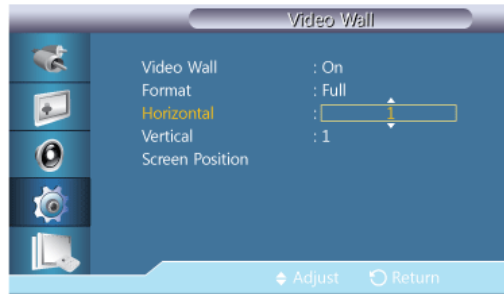 Video Wall
Video Wall : On
Format : Full
Horizontal : 1
Vertical : 1
Screen Position
Adjust Return